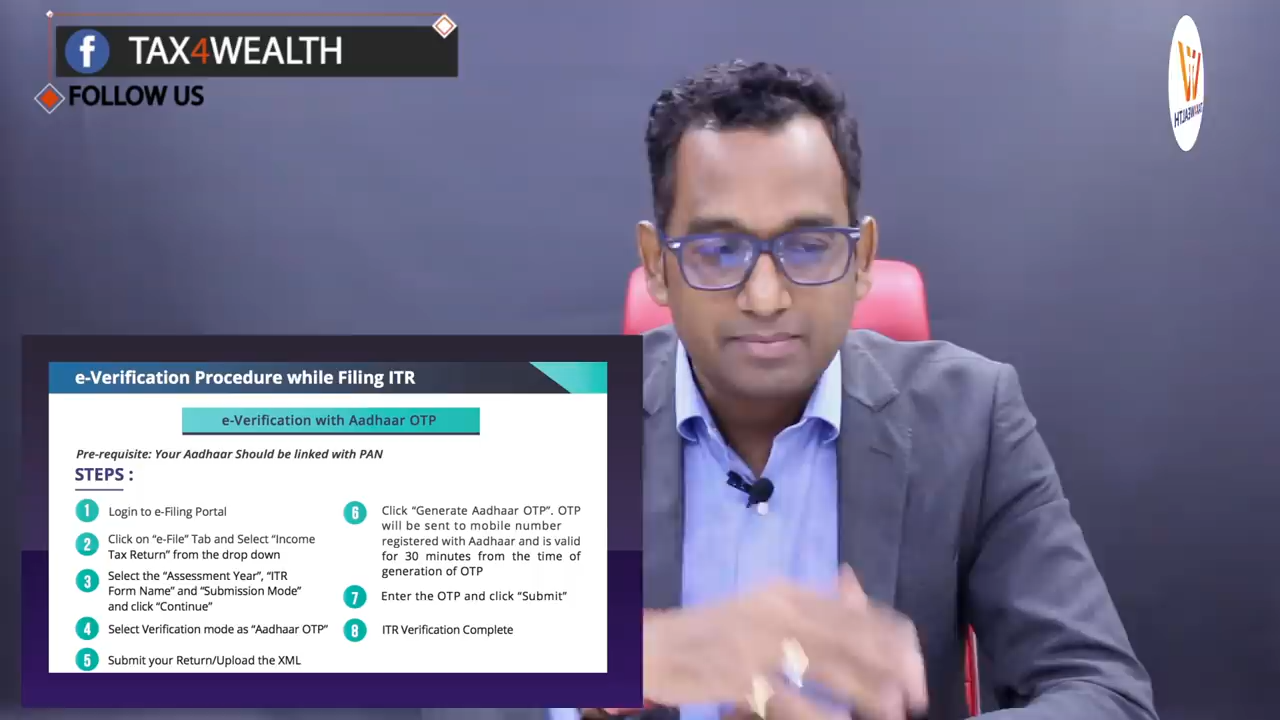 f TAX4WEALTH
FOLLOW US
TAX4WEALTH
e-Verification Procedure while Filing ITR
e-Verification with Aadhaar OTP
Pre-requisite: Your Aadhaar Should be linked with PAN
STEPS :
1 Login to e-Filing Portal
2 Click on “e-File” Tab and Select “Income
Tax Return” from the drop down
3 Select the “Assessment Year”, “ITR
Form Name” and “Submission Mode”
and click “Continue”
4 Select Verification mode as “Aadhaar OTP”
5 Submit your Return/Upload the XML
6 Click “Generate Aadhaar OTP”. OTP
will be sent to mobile number
registered with Aadhaar and is valid
for 30 minutes from the time of
generation of OTP
7 Enter the OTP and click “Submit”
8 ITR Verification Complete